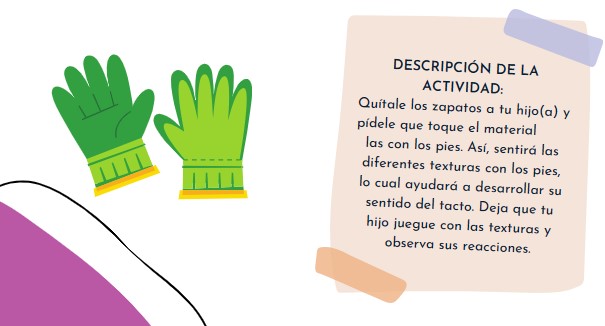 DESCRIPCIÓN DE LA
ACTIVIDAD:
Quítale los zapatos a tu hijo(a) y
pídele que toque el material
las con los pies. Así, sentirá las
diferentes texturas con los pies,
lo cual ayudará a desarrollar su
sentido del tacto. Deja que tu
hijo juegue con las texturas y
observa sus reacciones.